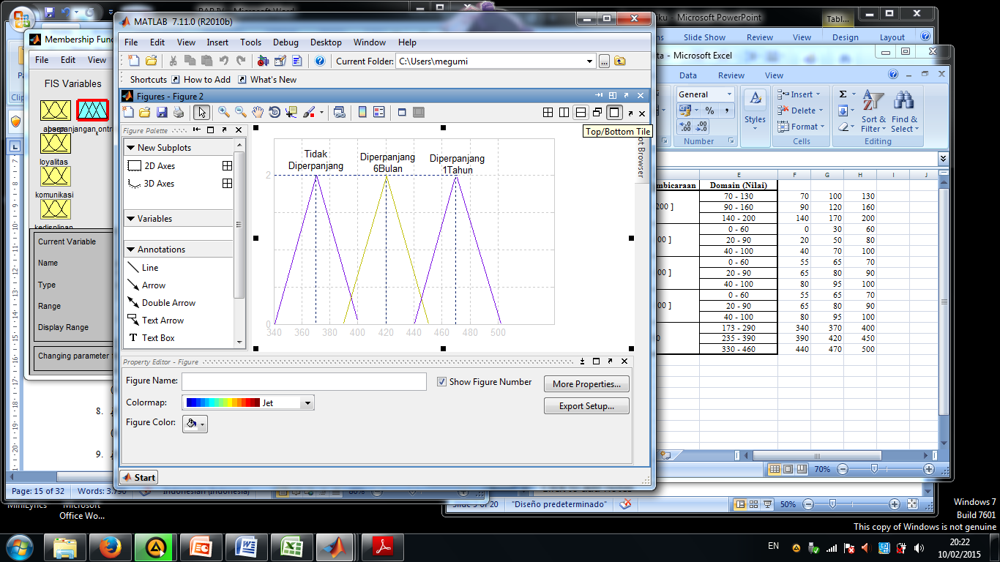 BAB IV - Microsoft Word
iku - Microsoft PowerPoint
Tabl...
Slide Show Review View Design Layout
Membership Func
File Edit View
FIS Variables
loyalitas
komunikasi
kedisplinan
Current Variable
Name
Type
Range
Display Range
Changing parameter
8.
9.
Page: 15 of 32 Words: 3.790 Indonesian (Indonesia) 80%
MATLAB 7.11.0 (R2010b)
File Edit View Insert Tools Debug Desktop Window Help
Current Folder: C:\Users\megumi
...
Shortcuts How to Add What's New
Figures - Figure 2
Top/Bottom Tile
Figure Palette
New Subplots
2D Axes
3D Axes
Variables
Annotations
Line
Arrow
Double Arrow
Text Arrow
T Text Box
Tidak
Diperpanjang
Diperpanjang
6Bulan
Diperpanjang
1Tahun
2
0
340 360 380 400 420 440 460 480 500
ot Browser
Property Editor - Figure
Figure Name:
Show Figure Number
More Properties...
Colormap: Jet
Export Setup...
Figure Color:
Start
ta - Microsoft Excel
Data Review View
General
% ,
Number
Styles
Insert
Delete
Format
Cells
Σ
Sort & Filter
Find & Select
Editing
E F G H I J
mbicaraan Domain (Nilai)
70 - 130 70 100 130
200 ] 90 - 160 90 120 160
140 - 200 140 170 200
0 - 60 0 30 60
00 ] 20 - 90 20 50 80
40 - 100 40 70 100
0 - 60 55 65 70
00 ] 20 - 90 65 80 90
40 - 100 80 95 100
0 - 60 55 65 70
00 ] 20 - 90 65 80 90
40 - 100 80 95 100
173 - 290 340 370 400
0 235 - 390 390 420 450
330 - 460 440 470 500
70%
"Diseño predeterminado" 50%
MiniLyrics
Microsoft
Office Wo...
Windows 7
Build 7601
This copy of Windows is not genuine
EN
20:22
10/02/2015